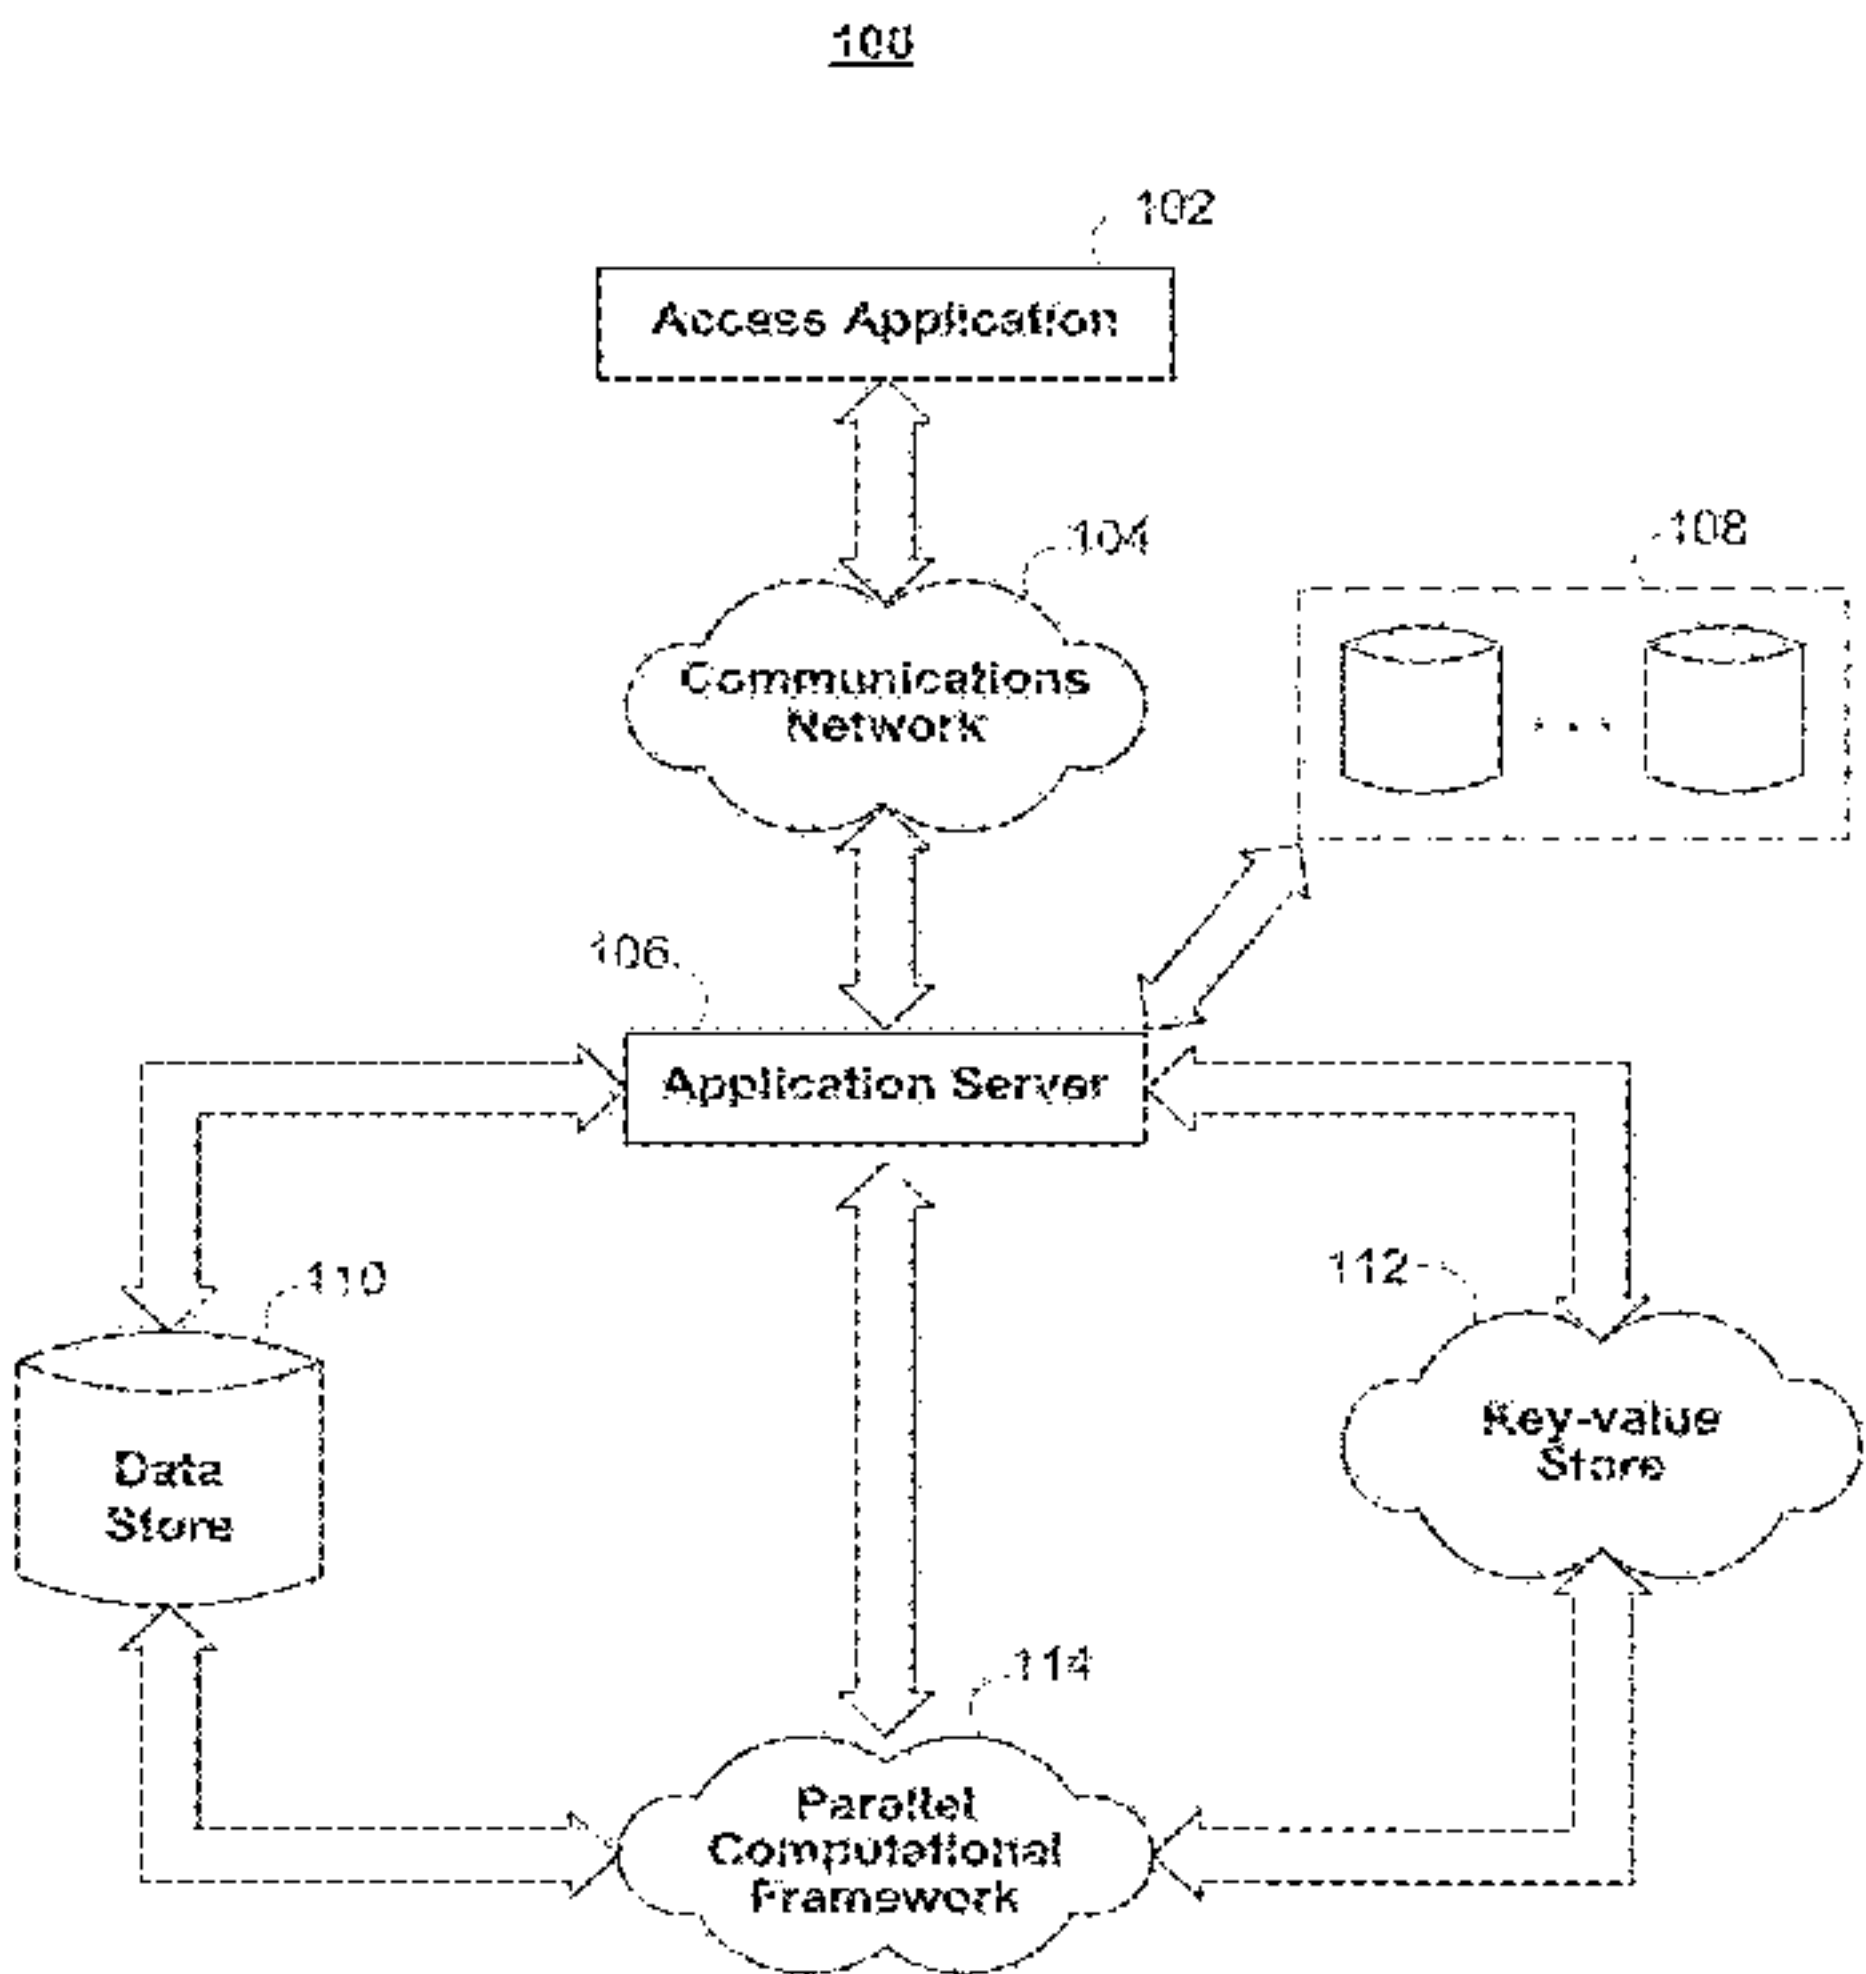 100
102
Access Application
104
108
Communications
Network
106
Application Server
110
112
Data
Store
Key-value
Store
114
Parallel
Computational
Framework